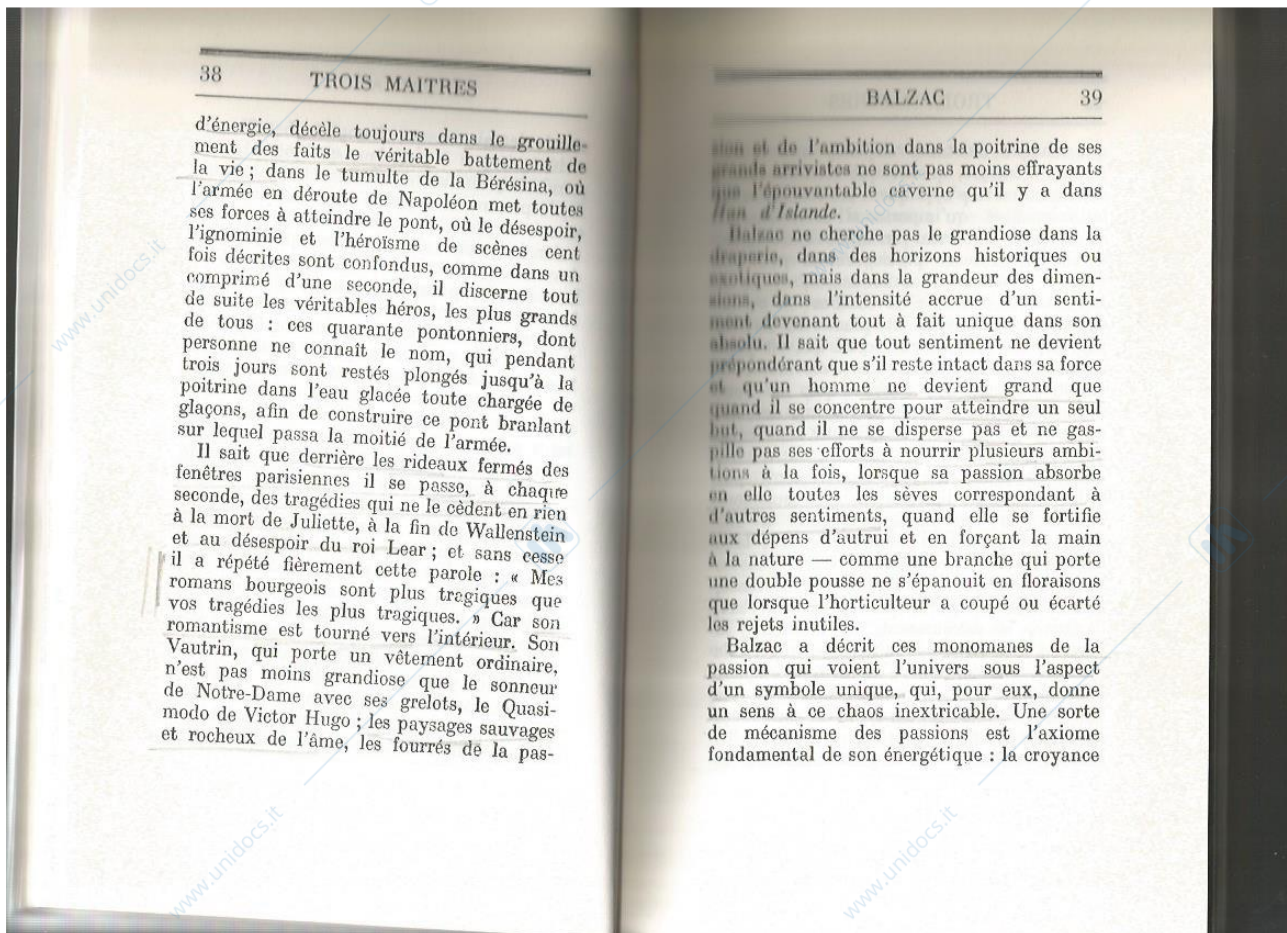 38
TROIS MAITRES
d'énergie, décèle toujours dans le grouille-
ment des faits le véritable battement de
la vie ; dans le tumulte de la Bérésina, où
l'armée en déroute de Napoléon met toutes
ses forces à atteindre le pont, où le désespoir,
l'ignominie et l'héroïsme de scènes cent
fois décrites sont confondus, comme dans un
comprimé d'une seconde, il discerne tout
de suite les véritables héros, les plus grands
de tous : ces quarante pontonniers, dont
personne ne connaît le nom, qui pendant
trois jours sont restés plongés jusqu'à la
poitrine dans l'eau glacée toute chargée de
glaçons, afin de construire ce pont branlant
sur lequel passa la moitié de l'armée.
Il sait que derrière les rideaux fermés des
fenêtres parisiennes il se passe, à chaque
seconde, des tragédies qui ne le cèdent en rien
à la mort de Juliette, à la fin de Wallenstein
et au désespoir du roi Lear ; et sans cesse
il a répété fièrement cette parole : « Mes
romans bourgeois sont plus tragiques que
vos tragédies les plus tragiques. » Car son
romantisme est tourné vers l'intérieur. Son
Vautrin, qui porte un vêtement ordinaire,
n'est pas moins grandiose que le sonneur
de Notre-Dame avec ses grelots, le Quasi-
modo de Victor Hugo ; les paysages sauvages
et rocheux de l'âme, les fourrés de la pas-
BALZAC
39
sion et de l'ambition dans la poitrine de ses
grands arrivistes ne sont pas moins effrayants
que l'épouvantable caverne qu'il y a dans
Han d'Islande.
Balzac ne cherche pas le grandiose dans la
draperie, dans des horizons historiques ou
exotiques, mais dans la grandeur des dimen-
sions, dans l'intensité accrue d'un senti-
ment devenant tout à fait unique dans son
absolu. Il sait que tout sentiment ne devient
prépondérant que s'il reste intact dans sa force
et qu'un homme ne devient grand que
quand il se concentre pour atteindre un seul
but, quand il ne se disperse pas et ne gas-
pille pas ses efforts à nourrir plusieurs ambi-
tions à la fois, lorsque sa passion absorbe
en elle toutes les sèves correspondant à
d'autres sentiments, quand elle se fortifie
aux dépens d'autrui et en forçant la main
à la nature — comme une branche qui porte
une double pousse ne s'épanouit en floraisons
que lorsque l'horticulteur a coupé ou écarté
les rejets inutiles.
Balzac a décrit ces monomanes de la
passion qui voient l'univers sous l'aspect
d'un symbole unique, qui, pour eux, donne
un sens à ce chaos inextricable. Une sorte
de mécanisme des passions est l'axiome
fondamental de son énergétique : la croyance
www.unidocs.it
www.unidocs.it
www.unidocs.it